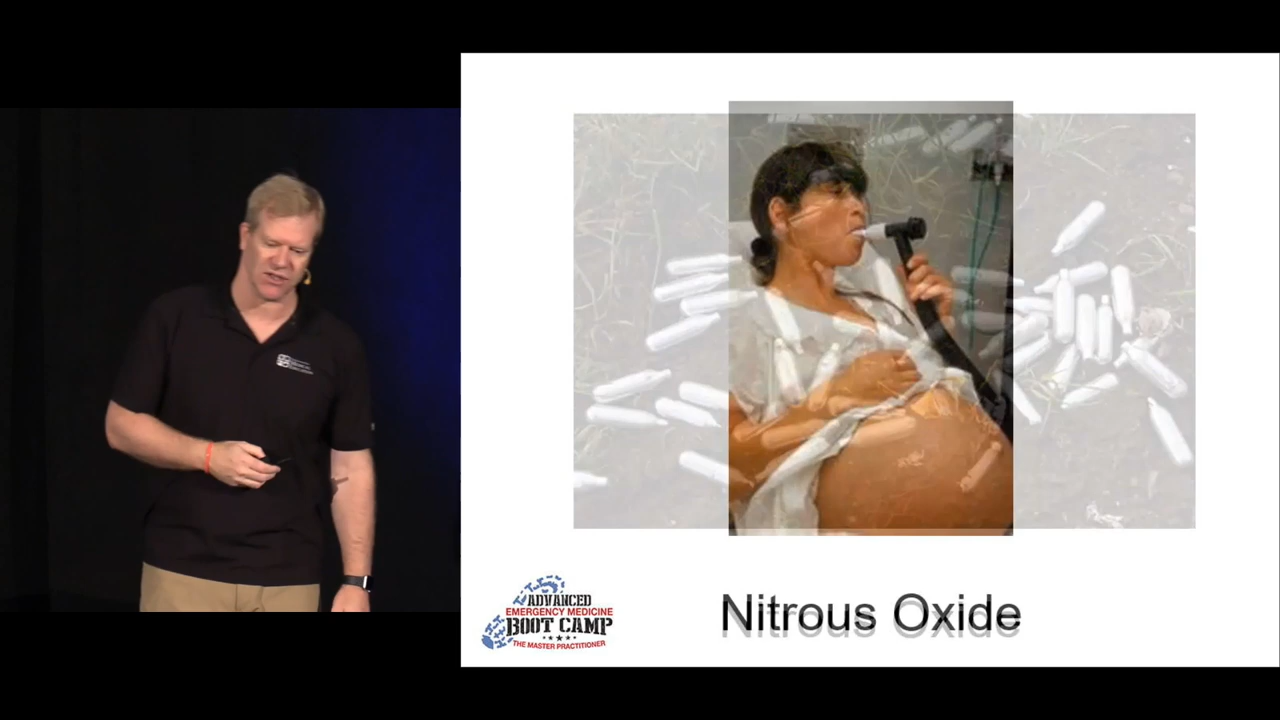 ADVANCED
EMERGENCY MEDICINE
BOOT CAMP
THE MASTER PRACTITIONER
Nitrous Oxide